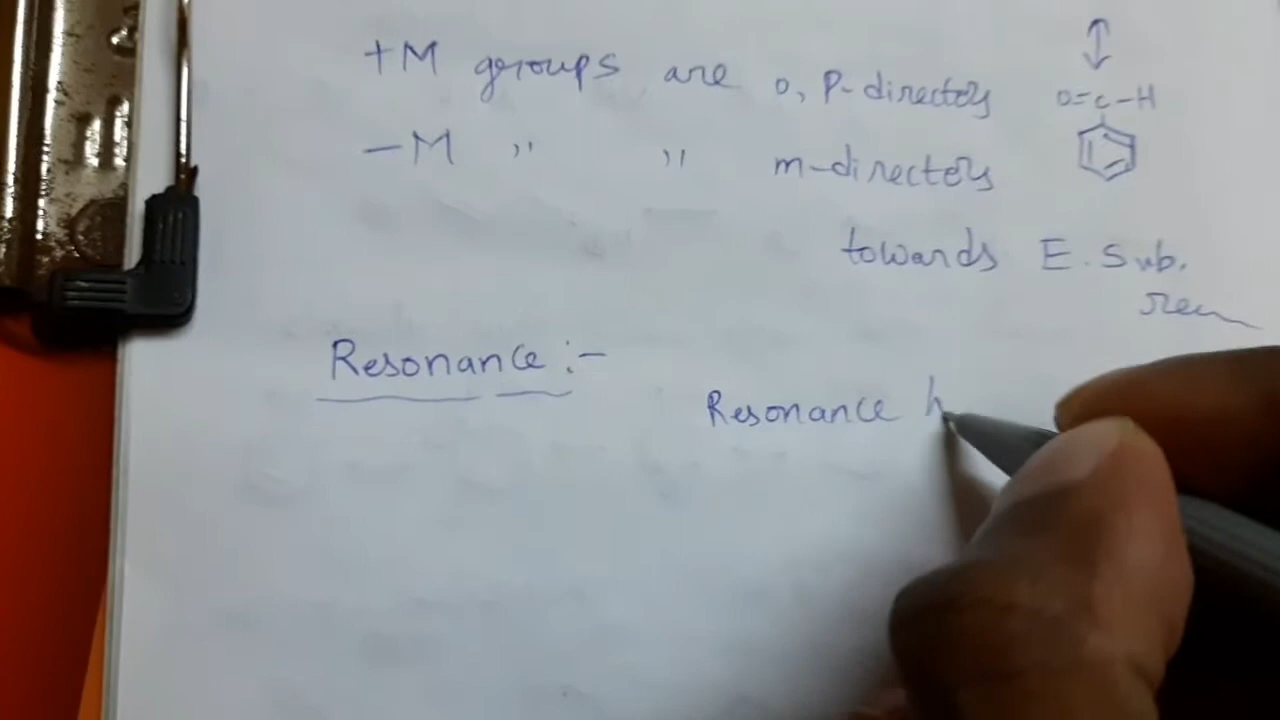 +M groups are o, p-directors
O=C-H
-M " " m-directors
towards E. Sub.
Resonance :-
Resonance h